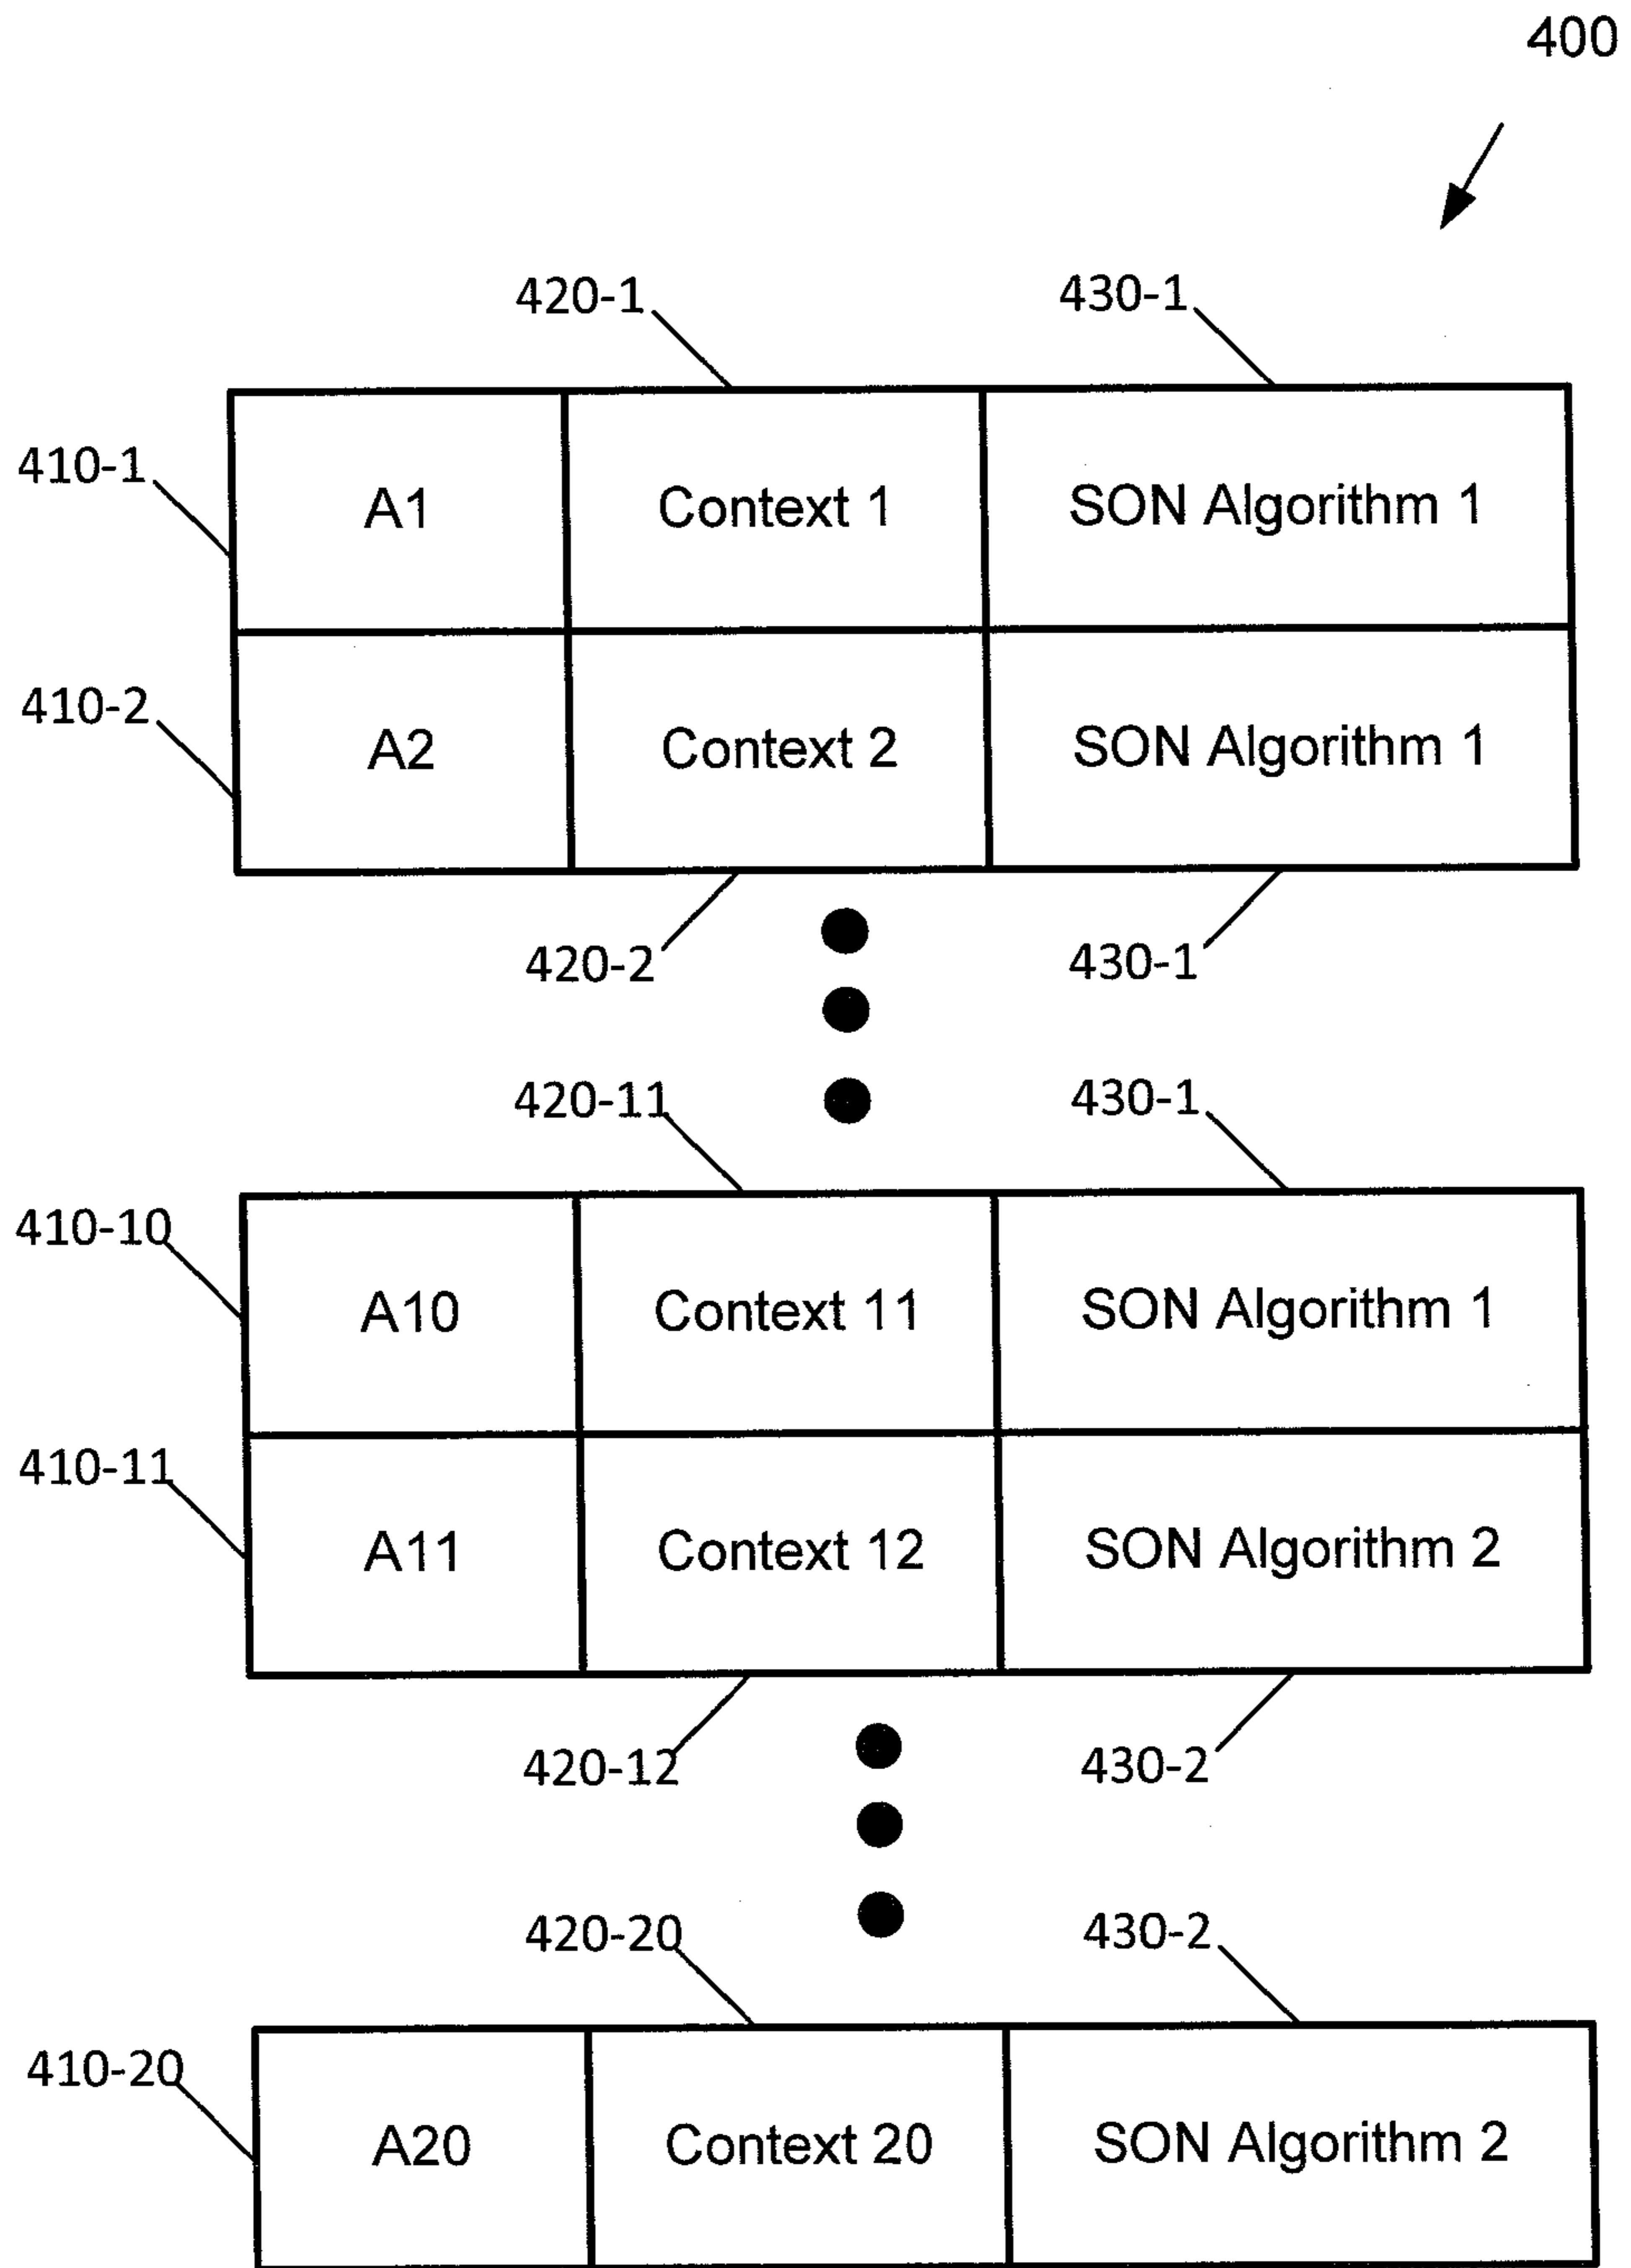 400
420-1 430-1
410-1 A1 Context 1 SON Algorithm 1
410-2 A2 Context 2 SON Algorithm 1
420-2 430-1
420-11 430-1
410-10 A10 Context 11 SON Algorithm 1
410-11 A11 Context 12 SON Algorithm 2
420-12 430-2
420-20 430-2
410-20 A20 Context 20 SON Algorithm 2